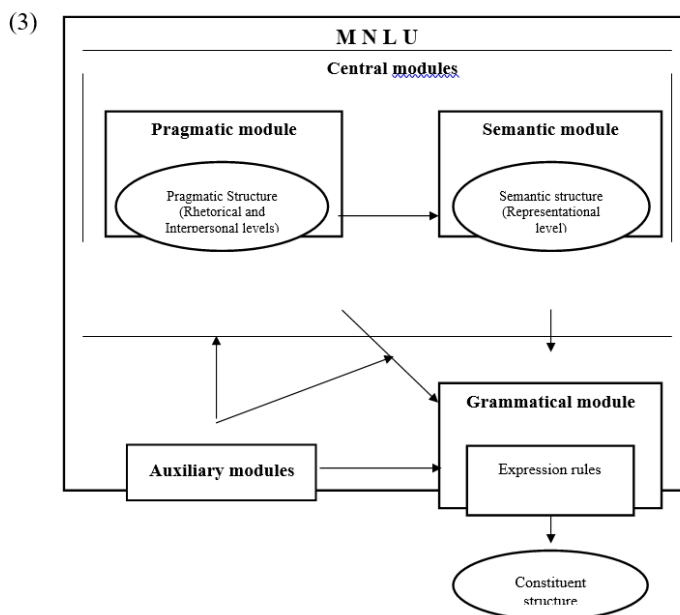 (3)
M N L U
Central modules
Pragmatic module
Semantic module
Pragmatic Structure
(Rhetorical and
Interpersonal levels)
Semantic structure
(Representational
level)
Grammatical module
Auxiliary modules
Expression rules
Constituent
structure